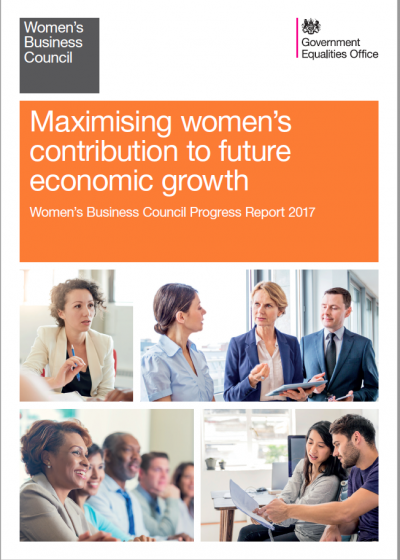 Women's
Business
Council
Government
Equalities Office
Maximising women's
contribution to future
economic growth
Women's Business Council Progress Report 2017